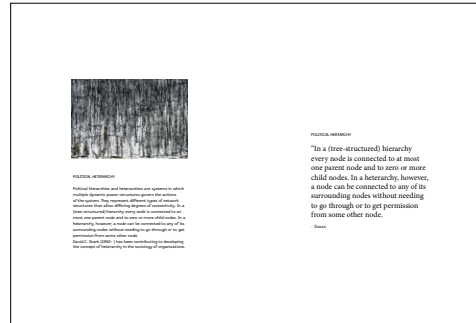 POLITICAL HETERARCHY
Political hierarchies and heterarchies are systems in which
multiple dynamic power-structures govern the actions
of the system. They represent different types of network
structures that allow differing degrees of connectivity. In a
(tree-structured) hierarchy every node is connected to at
most one parent node and to zero or more child nodes. In a
heterarchy, however, a node can be connected to any of its
surrounding nodes without needing to go through or to get
permission from some other node.
David C. Stark (1950- ) has been contributing to developing
the concept of heterarchy in the sociology of organizations.
POLITICAL HETERARCHY
"In a (tree-structured) hierarchy
every node is connected to at most
one parent node and to zero or more
child nodes. In a heterarchy, however,
a node can be connected to any of its
surrounding nodes without needing
to go through or to get permission
from some other node.